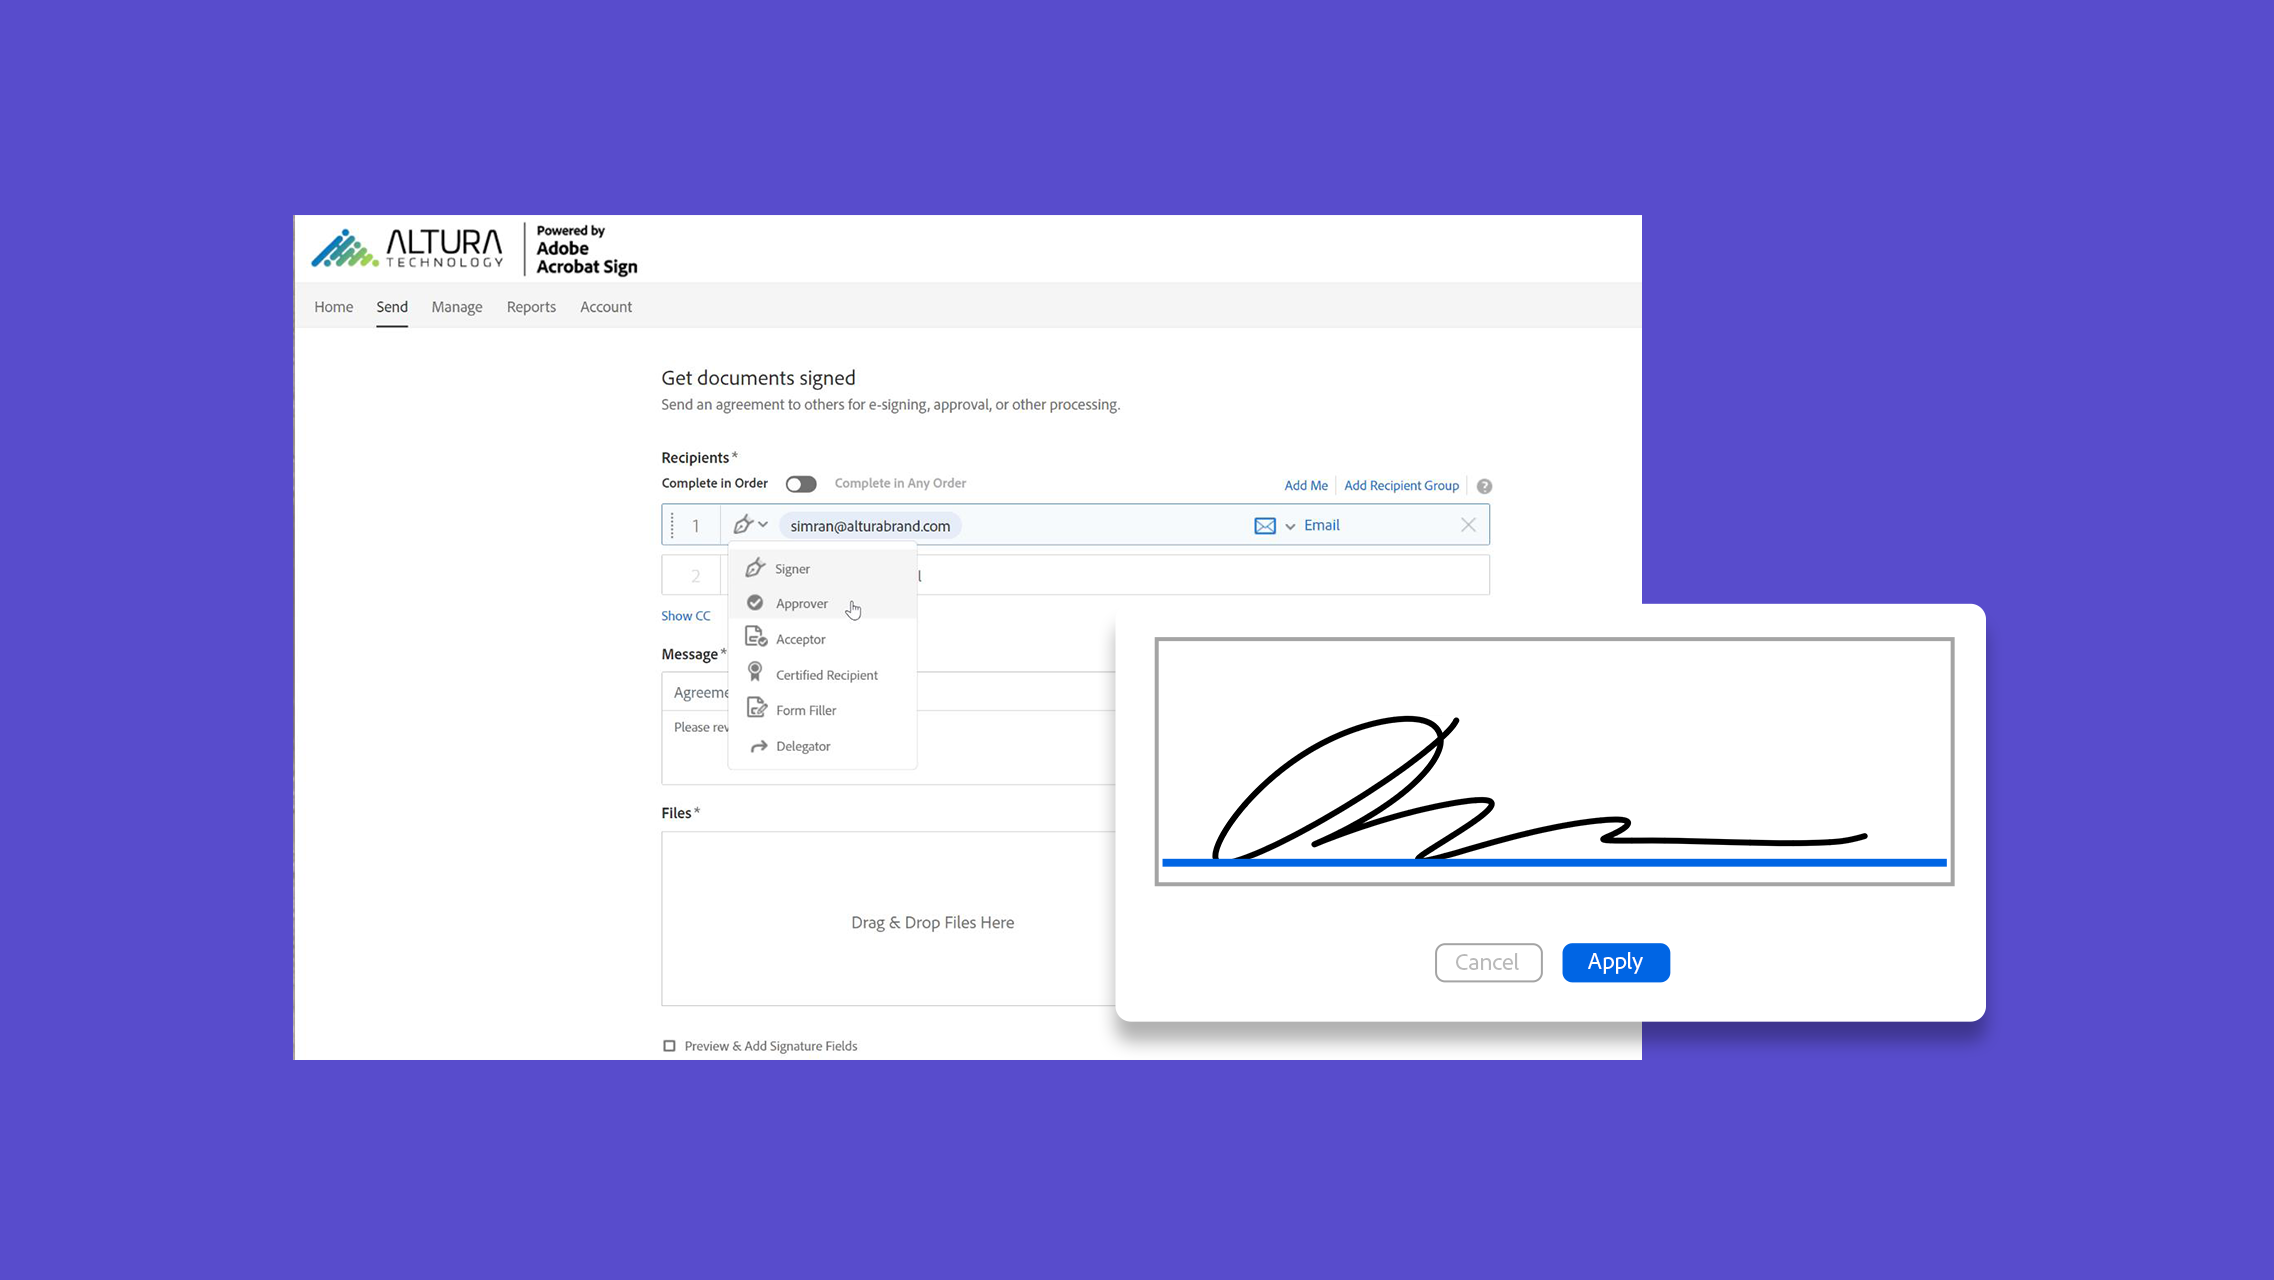 ALTURA
TECHNOLOGY
Powered by
Adobe
Acrobat Sign
Home Send Manage Reports Account
Get documents signed
Send an agreement to others for e-signing, approval, or other processing.
Recipients*
Complete in Order Complete in Any Order Add Me Add Recipient Group ?
1 simran@alturabrand.com Email
2
Signer
Approver
Show CC
Acceptor
Message*
Certified Recipient
Agreeme
Form Filler
Please rev
Delegator
Files*
Drag & Drop Files Here
Cancel Apply
Preview & Add Signature Fields